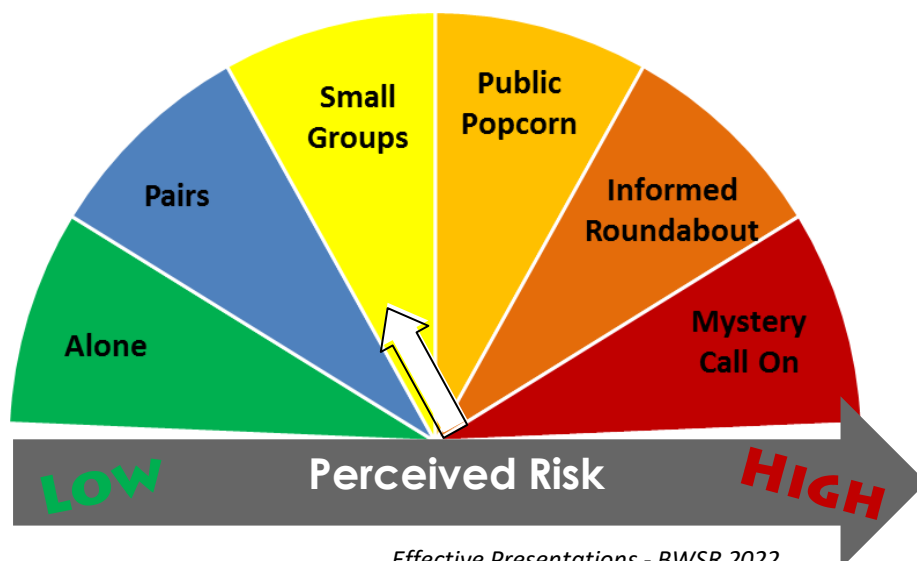 Small
Groups
Public
Popcorn
Pairs
Informed
Roundabout
Alone
Mystery
Call On
LOW
Perceived Risk
HIGH
Effective Presentations - BWSR 2022